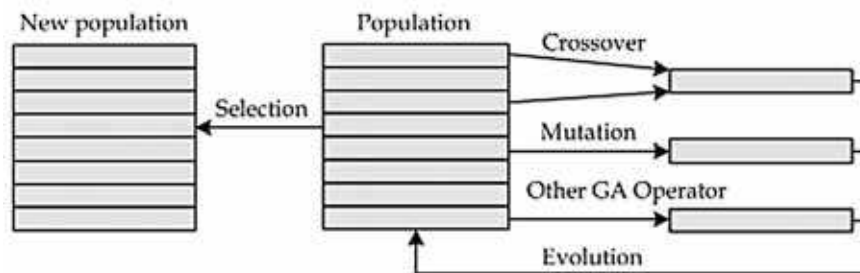 New population
Population
Crossover
Selection
Mutation
Other GA Operator
Evolution